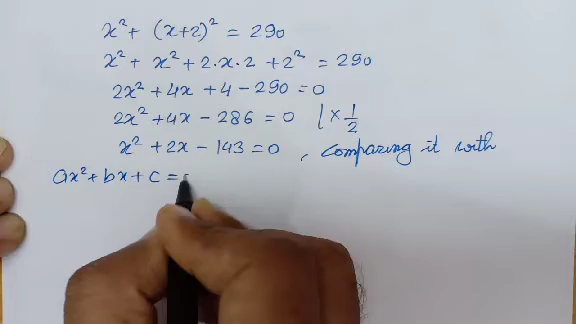 x² + (x+2)² = 290
x² + x² + 2.x.2 + 2² = 290
2x² + 4x + 4 - 290 = 0
2x² + 4x - 286 = 0 | × 1/2
x² + 2x - 143 = 0 , comparing it with
ax² + bx + c =